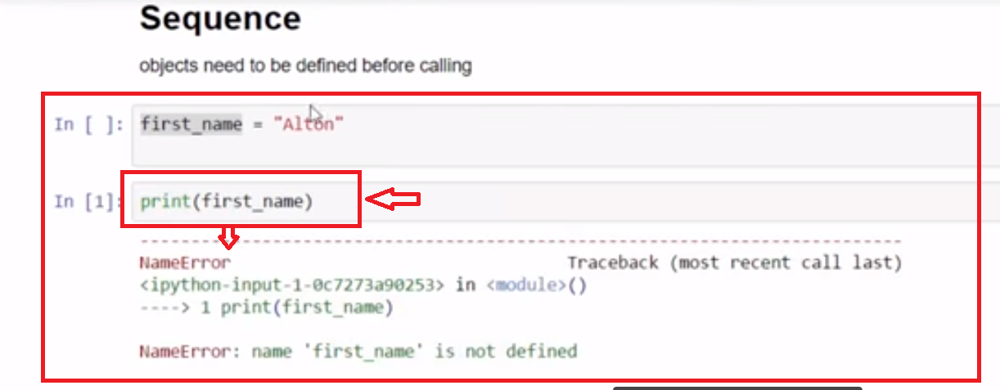 Sequence
objects need to be defined before calling
In [ ]: first_name = "Alton"
In [1]: print(first_name)
---------------------------------------------------------------------------
NameError Traceback (most recent call last)
<ipython-input-1-0c7273a90253> in <module>()
----> 1 print(first_name)
NameError: name 'first_name' is not defined